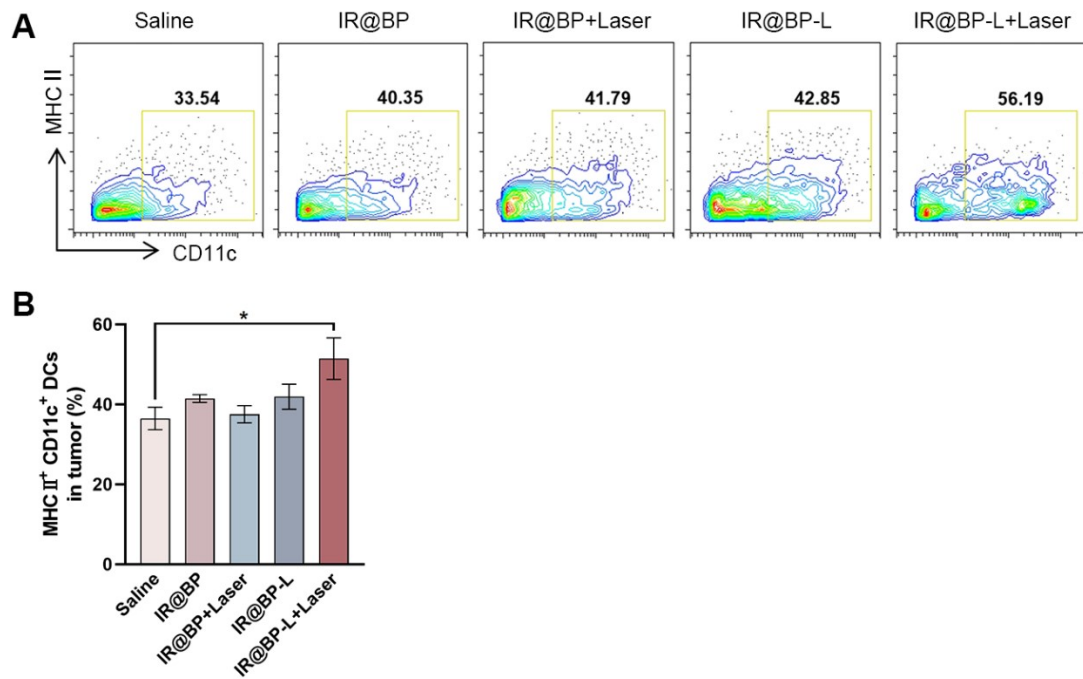 A
Saline
IR@BP
IR@BP+Laser
IR@BP-L
IR@BP-L+Laser
MHC II
33.54
40.35
41.79
42.85
56.19
CD11c
B
*
MHC II⁺ CD11c⁺ DCs
in tumor (%)
60
40
20
0
Saline
IR@BP
IR@BP+Laser
IR@BP-L
IR@BP-L+Laser